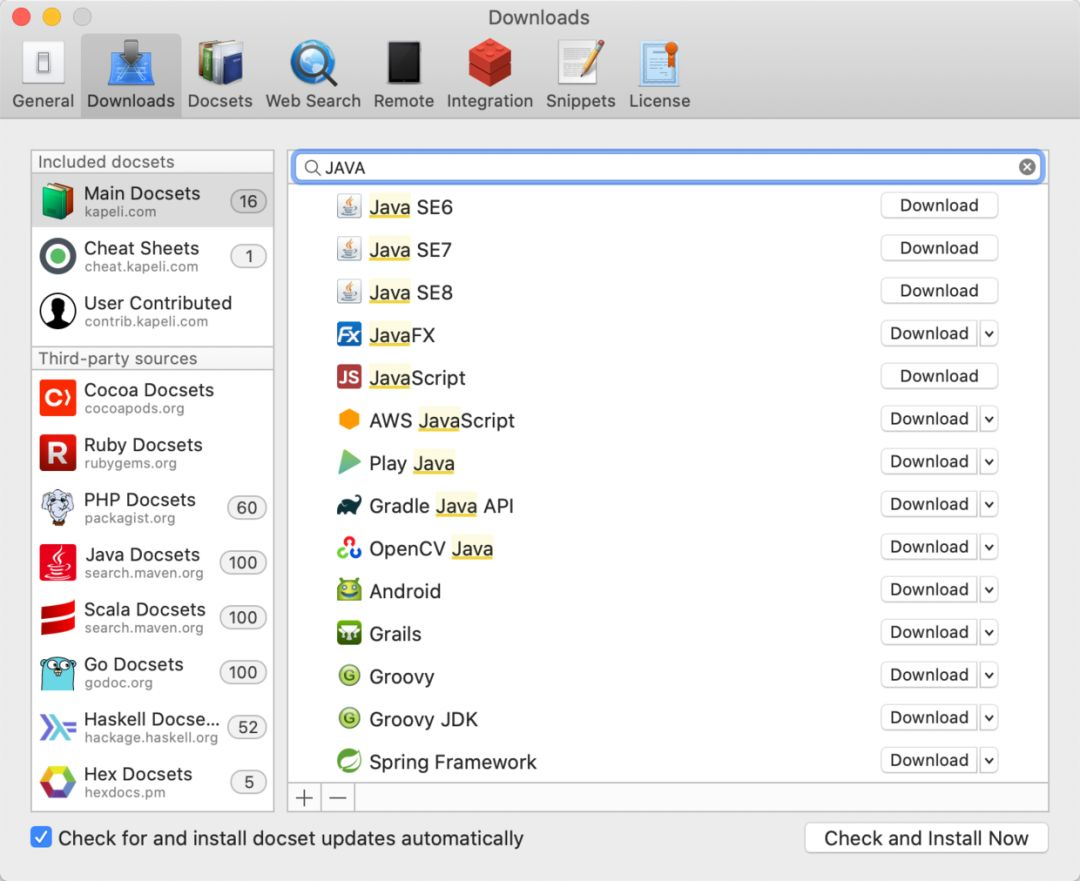 Downloads
General
Downloads
Docsets
Web Search
Remote
Integration
Snippets
License
Included docsets
Main Docsets
kapeli.com
16
Cheat Sheets
cheat.kapeli.com
1
User Contributed
contrib.kapeli.com
Third-party sources
Cocoa Docsets
cocoapods.org
Ruby Docsets
rubygems.org
R
PHP Docsets
packagist.org
60
Java Docsets
search.maven.org
100
Scala Docsets
search.maven.org
100
Go Docsets
godoc.org
100
Haskell Docse...
hackage.haskell.org
52
Hex Docsets
hexdocs.pm
5
JAVA
Java SE6 Download
Java SE7 Download
Java SE8 Download
Fx JavaFX Download
JS JavaScript Download
AWS JavaScript Download
Play Java Download
Gradle Java API Download
OpenCV Java Download
Android Download
Grails Download
G Groovy Download
G Groovy JDK Download
Spring Framework Download
Check for and install docset updates automatically
Check and Install Now